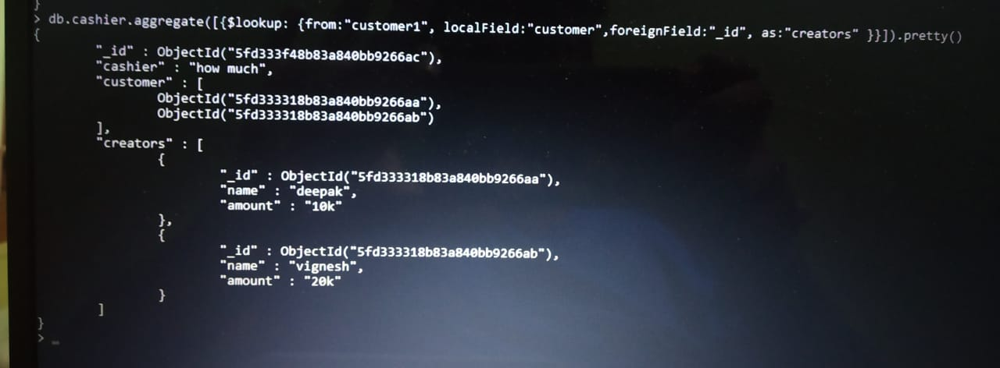 }
> db.cashier.aggregate([{$lookup: {from:"customer1", localField:"customer",foreignField:"_id", as:"creators" }}]).pretty()
{
"_id" : ObjectId("5fd333f48b83a840bb9266ac"),
"cashier" : "how much",
"customer" : [
ObjectId("5fd333318b83a840bb9266aa"),
ObjectId("5fd333318b83a840bb9266ab")
],
"creators" : [
{
"_id" : ObjectId("5fd333318b83a840bb9266aa"),
"name" : "deepak",
"amount" : "10k"
},
{
"_id" : ObjectId("5fd333318b83a840bb9266ab"),
"name" : "vignesh",
"amount" : "20k"
}
]
}
> _